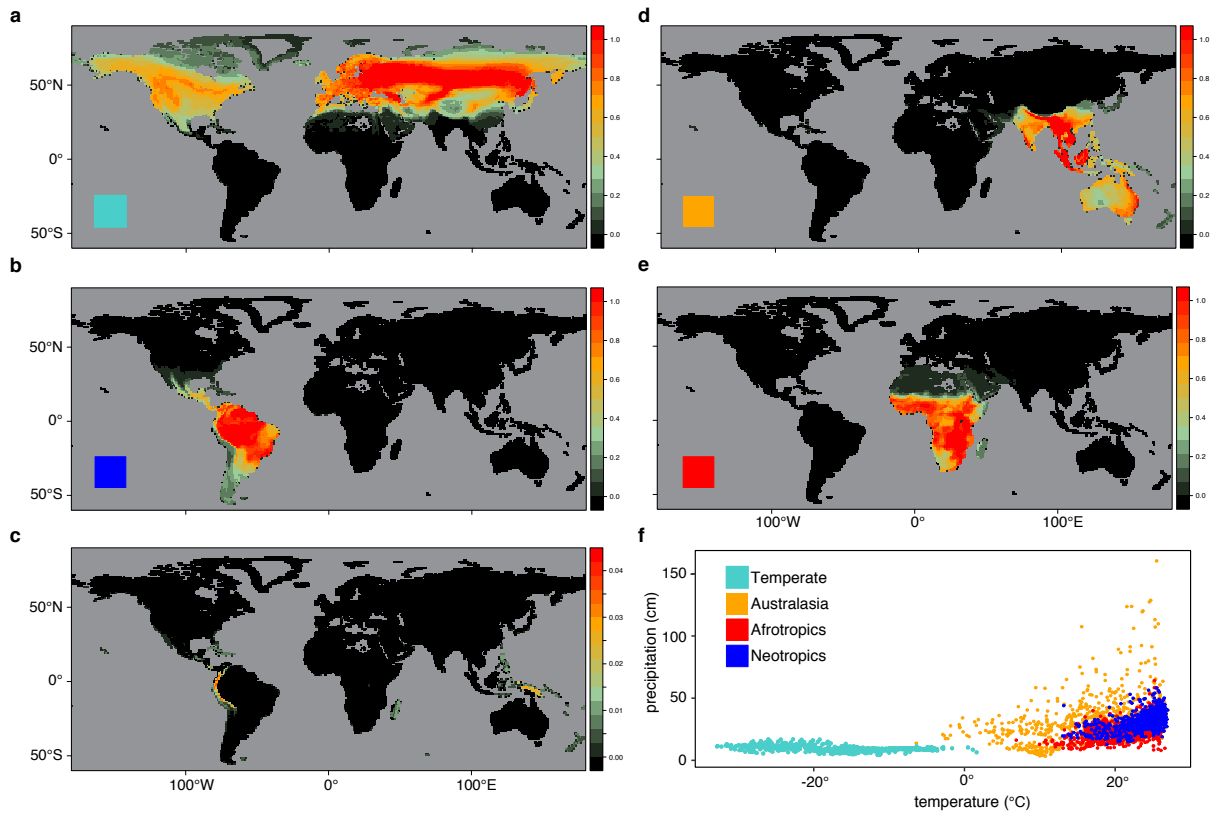 a
50°N
0°
50°S
1.0
0.8
0.6
0.4
0.2
0.0
b
50°N
0°
50°S
1.0
0.8
0.6
0.4
0.2
0.0
c
50°N
0°
50°S
0.04
0.03
0.02
0.01
0.00
100°W 0° 100°E
d
1.0
0.8
0.6
0.4
0.2
0.0
e
1.0
0.8
0.6
0.4
0.2
0.0
100°W 0° 100°E
f
precipitation (cm)
150
100
50
0
Temperate
Australasia
Afrotropics
Neotropics
-20° 0° 20°
temperature (°C)